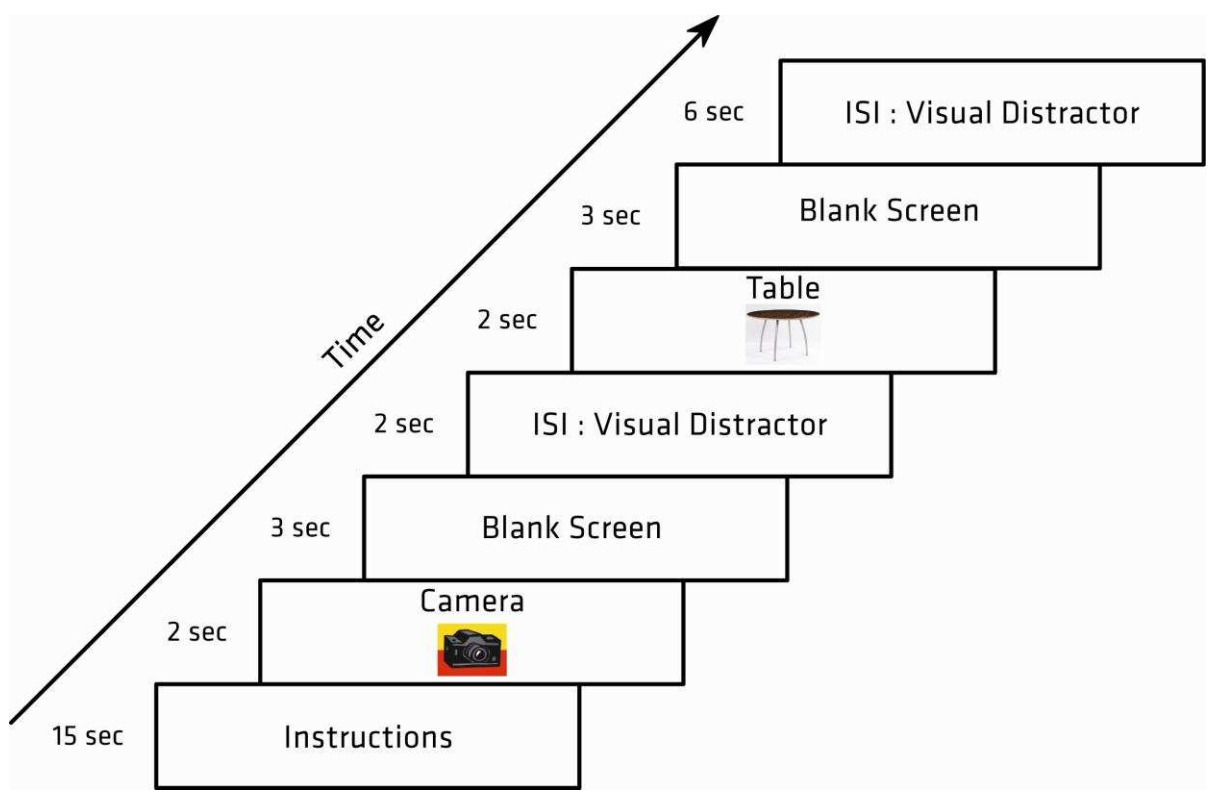 6 sec
ISI : Visual Distractor
3 sec
Blank Screen
2 sec
Table
Time
2 sec
ISI : Visual Distractor
3 sec
Blank Screen
2 sec
Camera
15 sec
Instructions